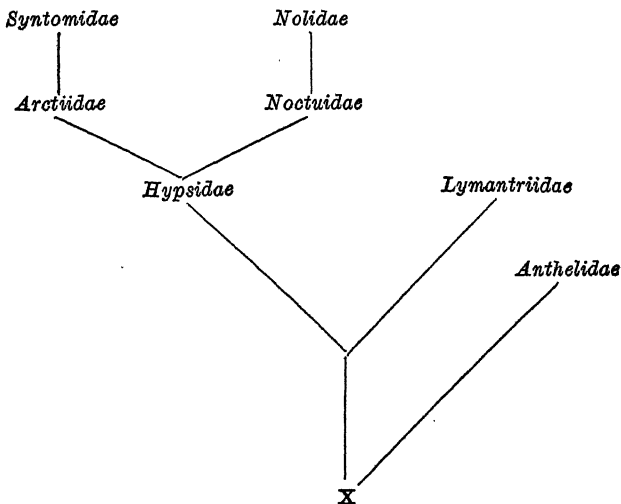 Syntomidae Nolidae
Arctiidae Noctuidae
Hypsidae Lymantriidae
Anthelidae
X